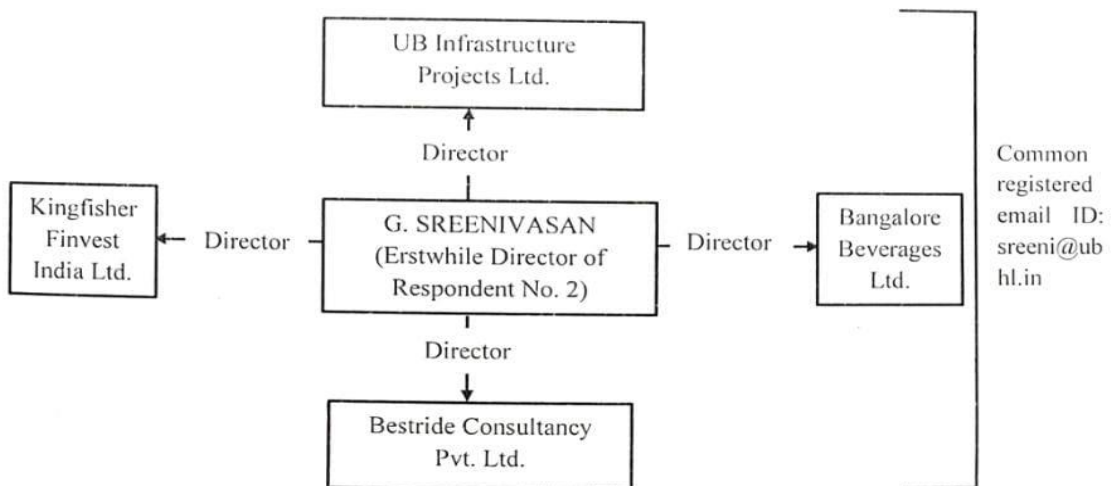 UB Infrastructure
Projects Ltd.
Director
Kingfisher
Finvest
India Ltd.
Director
G. SREENIVASAN
(Erstwhile Director of
Respondent No. 2)
Director
Bangalore
Beverages
Ltd.
Director
Bestride Consultancy
Pvt. Ltd.
Common
registered
email ID:
sreeni@ub
hl.in